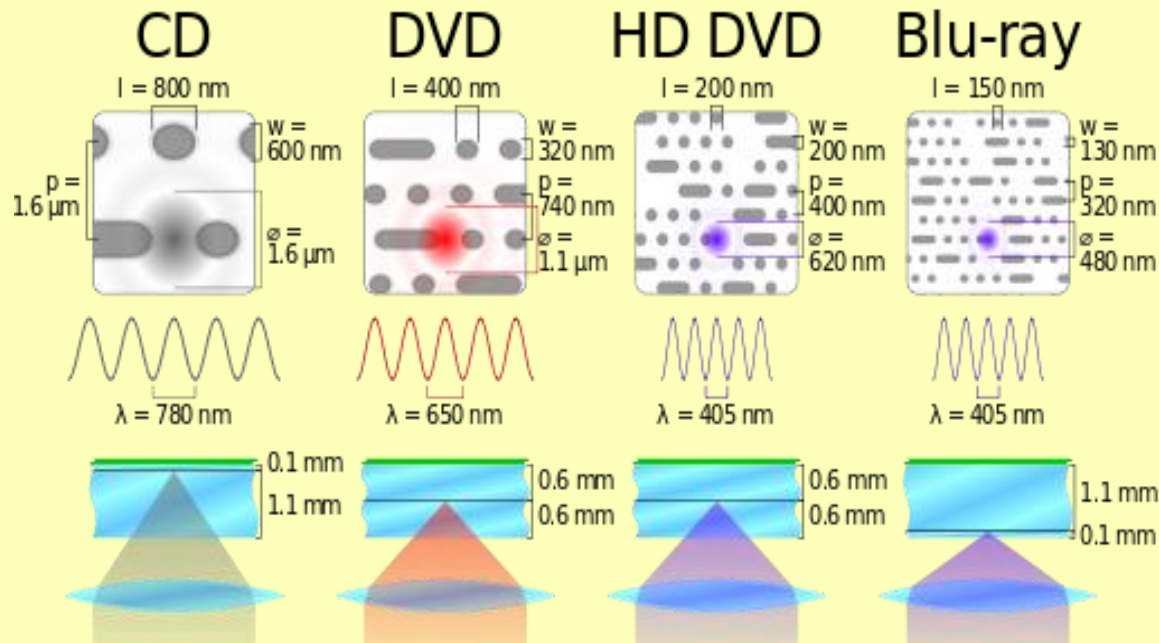 CD
DVD
HD DVD
Blu-ray
l = 800 nm
l = 400 nm
l = 200 nm
l = 150 nm
w =
600 nm
p =
1.6 µm
⌀ =
1.6 µm
w =
320 nm
p =
740 nm
⌀ =
1.1 µm
w =
200 nm
p =
400 nm
⌀ =
620 nm
w =
130 nm
p =
320 nm
⌀ =
480 nm
λ = 780 nm
λ = 650 nm
λ = 405 nm
λ = 405 nm
0.1 mm
1.1 mm
0.6 mm
0.6 mm
0.6 mm
0.6 mm
1.1 mm
0.1 mm